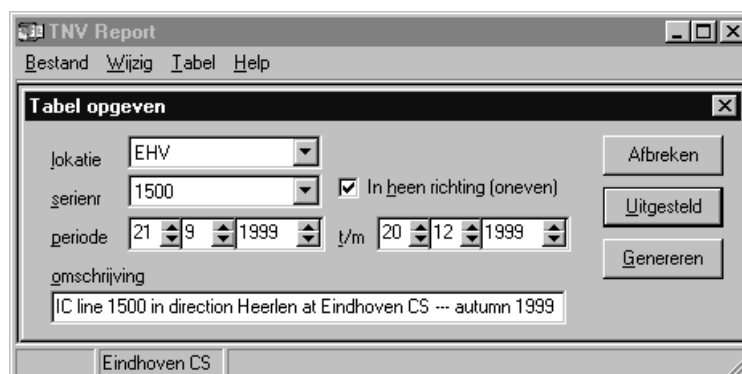 TNV Report
Bestand Wijzig Tabel Help
Tabel opgeven
lokatie EHV Afbreken
serienr 1500 In heen richting (oneven) Uitgesteld
periode 21 9 1999 t/m 20 12 1999 Genereren
omschrijving
IC line 1500 in direction Heerlen at Eindhoven CS --- autumn 1999
Eindhoven CS